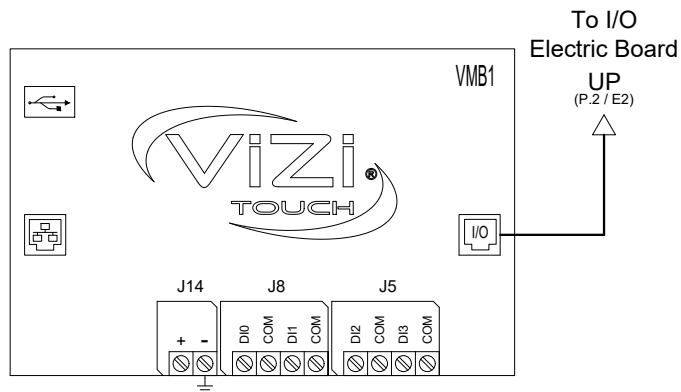 To I/O
Electric Board
UP
(P.2 / E2)
VMB1
ViZi®
TOUCH
I/O
J14
J8
J5
+ -
DI0 COM DI1 COM
DI2 COM DI3 COM